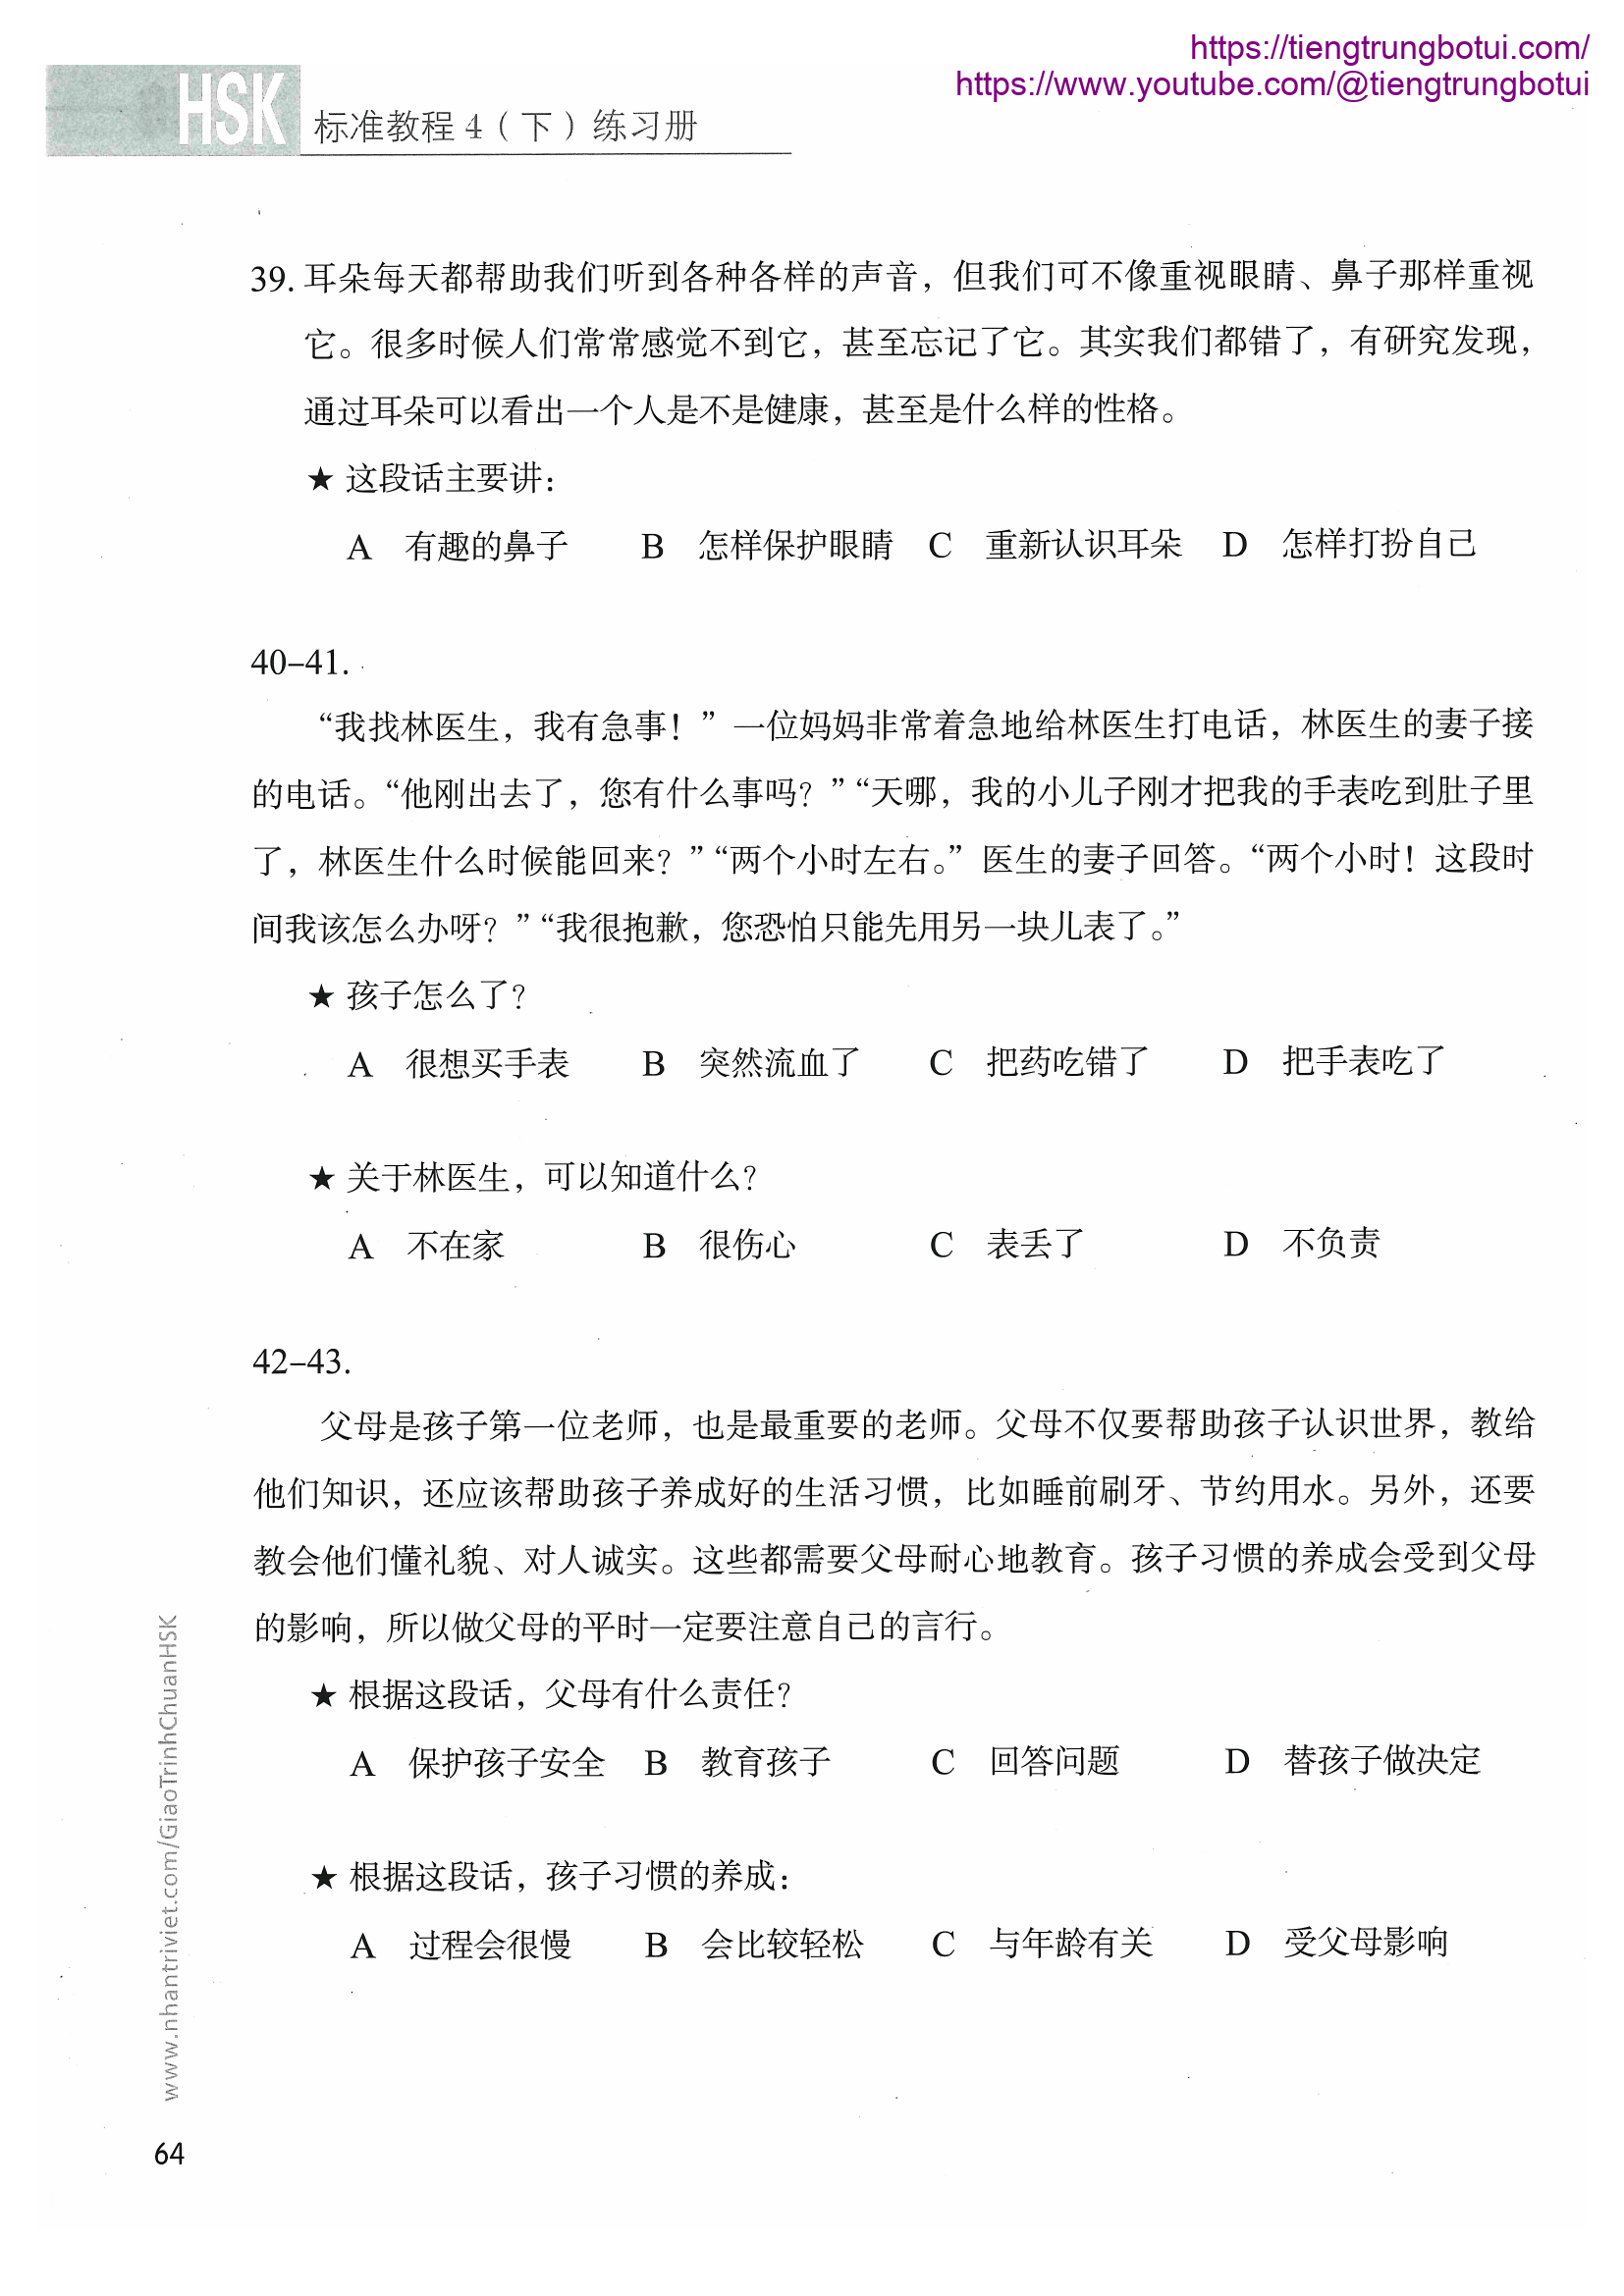 https://tiengtrungbotui.com/
https://www.youtube.com/@tiengtrungbotui
HSK 标准教程 4（下）练习册
39. 耳朵每天都帮助我们听到各种各样的声音，但我们可不像重视眼睛、鼻子那样重视
它。很多时候人们常常感觉不到它，甚至忘记了它。其实我们都错了，有研究发现，
通过耳朵可以看出一个人是不是健康，甚至是什么样的性格。
★ 这段话主要讲：
A 有趣的鼻子 B 怎样保护眼睛 C 重新认识耳朵 D 怎样打扮自己
40–41.
“我找林医生，我有急事！”一位妈妈非常着急地给林医生打电话，林医生的妻子接
的电话。“他刚出去了，您有什么事吗？”“天哪，我的小儿子刚才把我的手表吃到肚子里
了，林医生什么时候能回来？”“两个小时左右。”医生的妻子回答。“两个小时！这段时
间我该怎么办呀？”“我很抱歉，您恐怕只能先用另一块儿表了。”
★ 孩子怎么了？
A 很想买手表 B 突然流血了 C 把药吃错了 D 把手表吃了
★ 关于林医生，可以知道什么？
A 不在家 B 很伤心 C 表丢了 D 不负责
42–43.
父母是孩子第一位老师，也是最重要的老师。父母不仅要帮助孩子认识世界，教给
他们知识，还应该帮助孩子养成好的生活习惯，比如睡前刷牙、节约用水。另外，还要
教会他们懂礼貌、对人诚实。这些都需要父母耐心地教育。孩子习惯的养成会受到父母
的影响，所以做父母的平时一定要注意自己的言行。
★ 根据这段话，父母有什么责任？
A 保护孩子安全 B 教育孩子 C 回答问题 D 替孩子做决定
★ 根据这段话，孩子习惯的养成：
A 过程会很慢 B 会比较轻松 C 与年龄有关 D 受父母影响
www.nhantriviet.com/GiaoTrinhChuanHSK
64